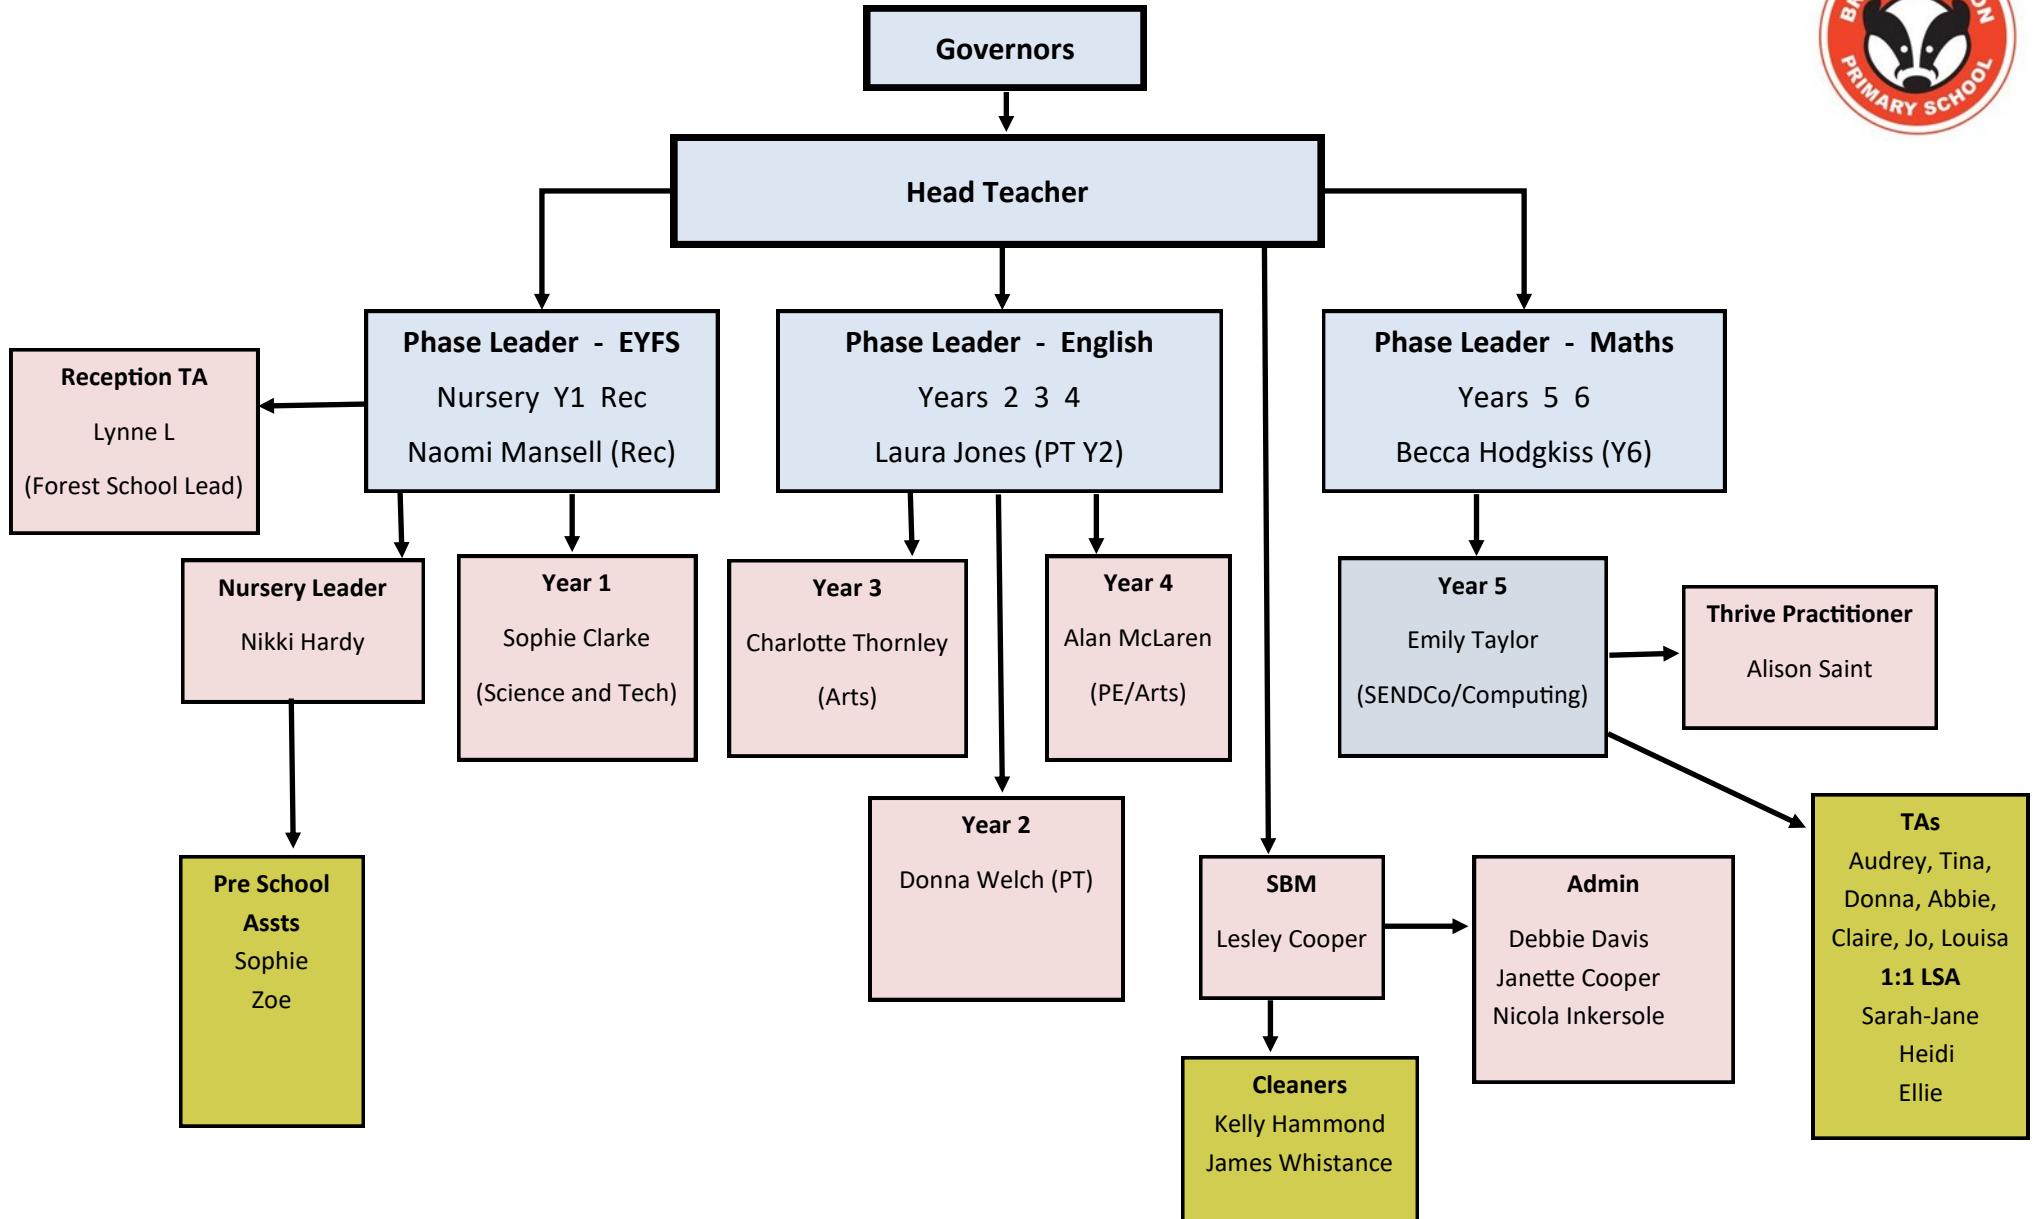 Governors
PRIMARY SCHOOL
Head Teacher
Phase Leader - EYFS
Nursery Y1 Rec
Naomi Mansell (Rec)
Phase Leader - English
Years 2 3 4
Laura Jones (PT Y2)
Phase Leader - Maths
Years 5 6
Becca Hodgkiss (Y6)
Reception TA
Lynne L
(Forest School Lead)
Nursery Leader
Nikki Hardy
Year 1
Sophie Clarke
(Science and Tech)
Year 3
Charlotte Thornley
(Arts)
Year 4
Alan McLaren
(PE/Arts)
Year 5
Emily Taylor
(SENDCo/Computing)
Thrive Practitioner
Alison Saint
Year 2
Donna Welch (PT)
Pre School
Assts
Sophie
Zoe
SBM
Lesley Cooper
Admin
Debbie Davis
Janette Cooper
Nicola Inkersole
TAs
Audrey, Tina,
Donna, Abbie,
Claire, Jo, Louisa
1:1 LSA
Sarah-Jane
Heidi
Ellie
Cleaners
Kelly Hammond
James Whistance